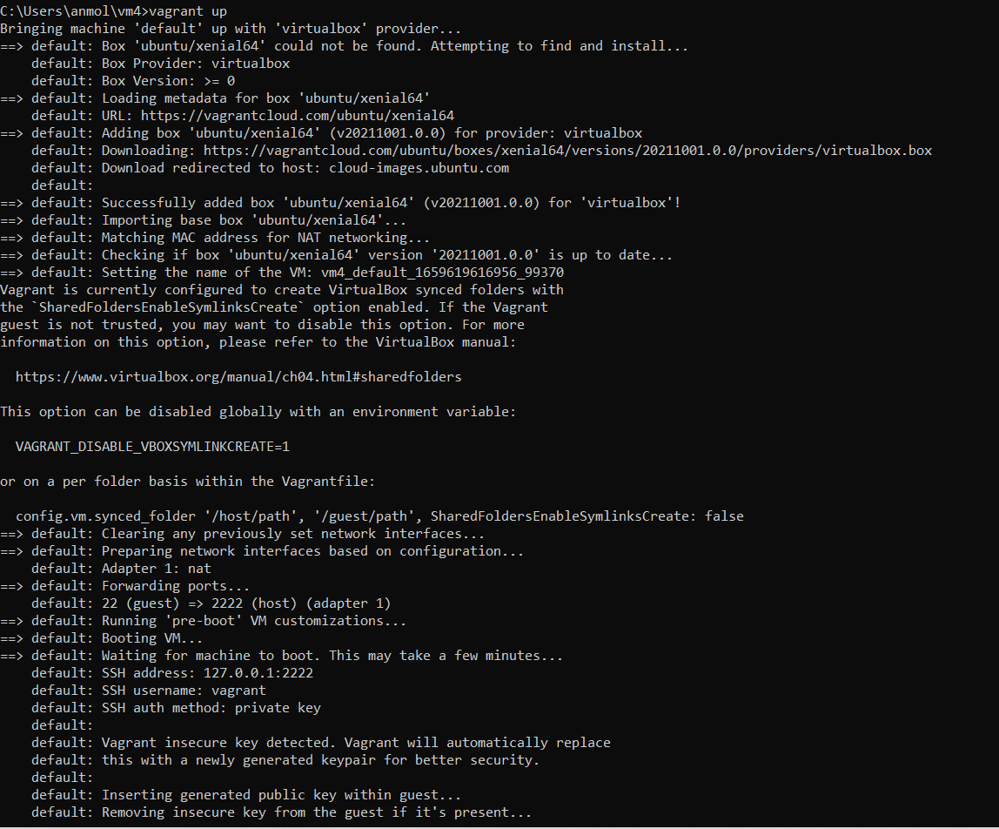 C:\Users\anmol\vm4>vagrant up
Bringing machine 'default' up with 'virtualbox' provider...
==> default: Box 'ubuntu/xenial64' could not be found. Attempting to find and install...
    default: Box Provider: virtualbox
    default: Box Version: >= 0
==> default: Loading metadata for box 'ubuntu/xenial64'
    default: URL: https://vagrantcloud.com/ubuntu/xenial64
==> default: Adding box 'ubuntu/xenial64' (v20211001.0.0) for provider: virtualbox
    default: Downloading: https://vagrantcloud.com/ubuntu/boxes/xenial64/versions/20211001.0.0/providers/virtualbox.box
    default: Download redirected to host: cloud-images.ubuntu.com
    default:
==> default: Successfully added box 'ubuntu/xenial64' (v20211001.0.0) for 'virtualbox'!
==> default: Importing base box 'ubuntu/xenial64'...
==> default: Matching MAC address for NAT networking...
==> default: Checking if box 'ubuntu/xenial64' version '20211001.0.0' is up to date...
==> default: Setting the name of the VM: vm4_default_1659619616956_99370
Vagrant is currently configured to create VirtualBox synced folders with
the `SharedFoldersEnableSymlinksCreate` option enabled. If the Vagrant
guest is not trusted, you may want to disable this option. For more
information on this option, please refer to the VirtualBox manual:

  https://www.virtualbox.org/manual/ch04.html#sharedfolders

This option can be disabled globally with an environment variable:

  VAGRANT_DISABLE_VBOXSYMLINKCREATE=1

or on a per folder basis within the Vagrantfile:

  config.vm.synced_folder '/host/path', '/guest/path', SharedFoldersEnableSymlinksCreate: false
==> default: Clearing any previously set network interfaces...
==> default: Preparing network interfaces based on configuration...
    default: Adapter 1: nat
==> default: Forwarding ports...
    default: 22 (guest) => 2222 (host) (adapter 1)
==> default: Running 'pre-boot' VM customizations...
==> default: Booting VM...
==> default: Waiting for machine to boot. This may take a few minutes...
    default: SSH address: 127.0.0.1:2222
    default: SSH username: vagrant
    default: SSH auth method: private key
    default:
    default: Vagrant insecure key detected. Vagrant will automatically replace
    default: this with a newly generated keypair for better security.
    default:
    default: Inserting generated public key within guest...
    default: Removing insecure key from the guest if it's present...